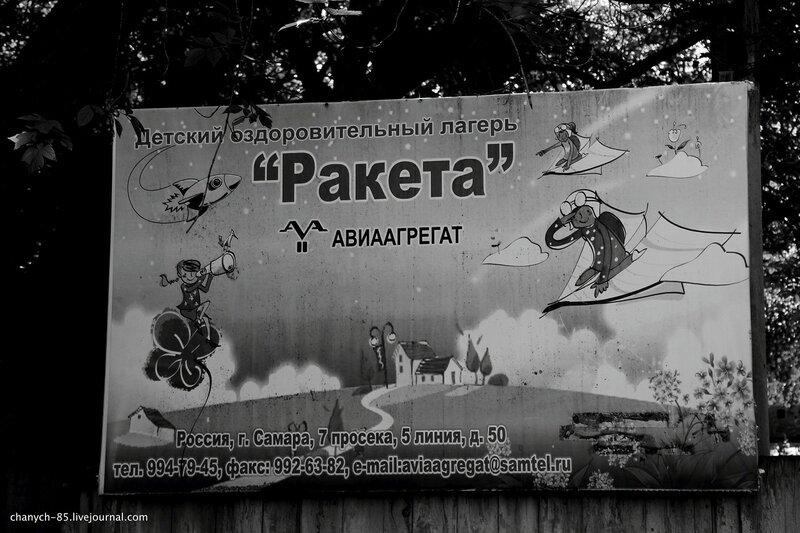 Детский оздоровительный лагерь
“Ракета”
АВИААГРЕГАТ
Россия, г. Самара, 7 просека, 5 линия, д. 50
тел. 994-79-45, факс: 992-63-82, e-mail:aviaagregat@samtel.ru
chanych-85.livejournal.com